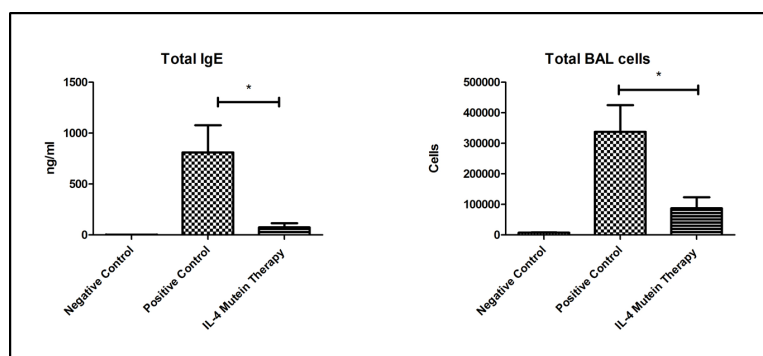 Total IgE
*
1500
1000
500
0
ng/ml
Negative Control
Positive Control
IL-4 Mutein Therapy
Total BAL cells
*
500000
400000
300000
200000
100000
0
Cells
Negative Control
Positive Control
IL-4 Mutein Therapy